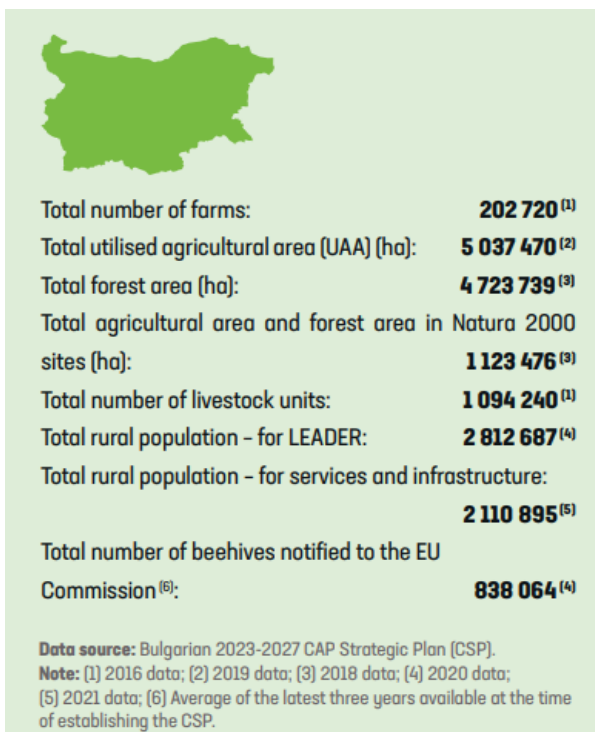 Total number of farms: 202 720 (1)
Total utilised agricultural area (UAA) (ha): 5 037 470 (2)
Total forest area (ha): 4 723 739 (3)
Total agricultural area and forest area in Natura 2000
sites (ha): 1 123 476 (3)
Total number of livestock units: 1 094 240 (1)
Total rural population – for LEADER: 2 812 687 (4)
Total rural population – for services and infrastructure:
2 110 895 (5)
Total number of beehives notified to the EU
Commission (6): 838 064 (4)
Data source: Bulgarian 2023-2027 CAP Strategic Plan (CSP).
Note: (1) 2016 data; (2) 2019 data; (3) 2018 data; (4) 2020 data;
(5) 2021 data; (6) Average of the latest three years available at the time
of establishing the CSP.